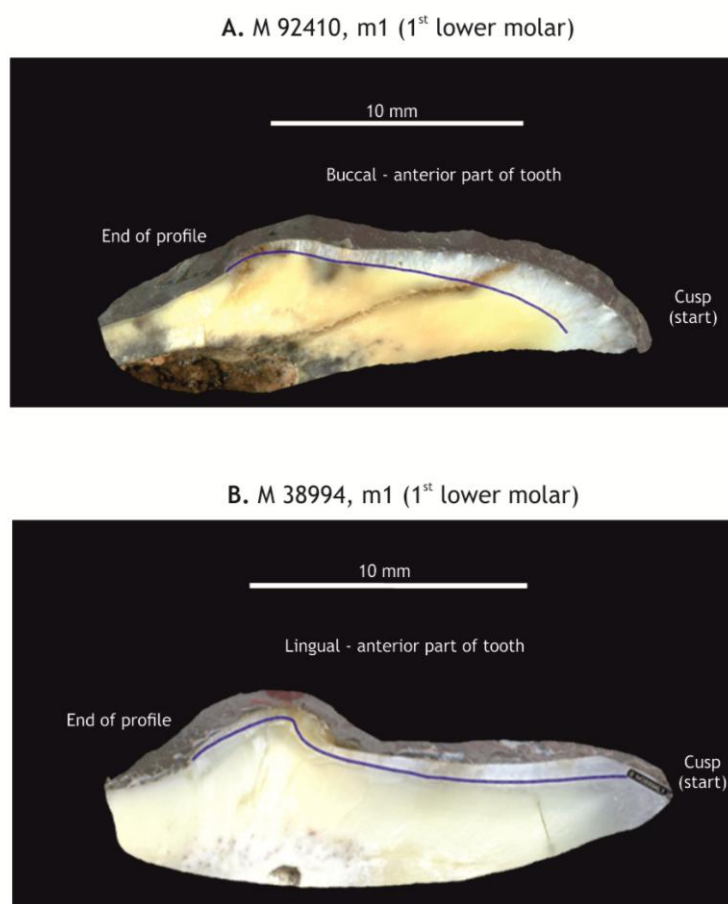 A. M 92410, m1 (1st lower molar)
10 mm
Buccal - anterior part of tooth
End of profile
Cusp
(start)
B. M 38994, m1 (1st lower molar)
10 mm
Lingual - anterior part of tooth
End of profile
Cusp
(start)